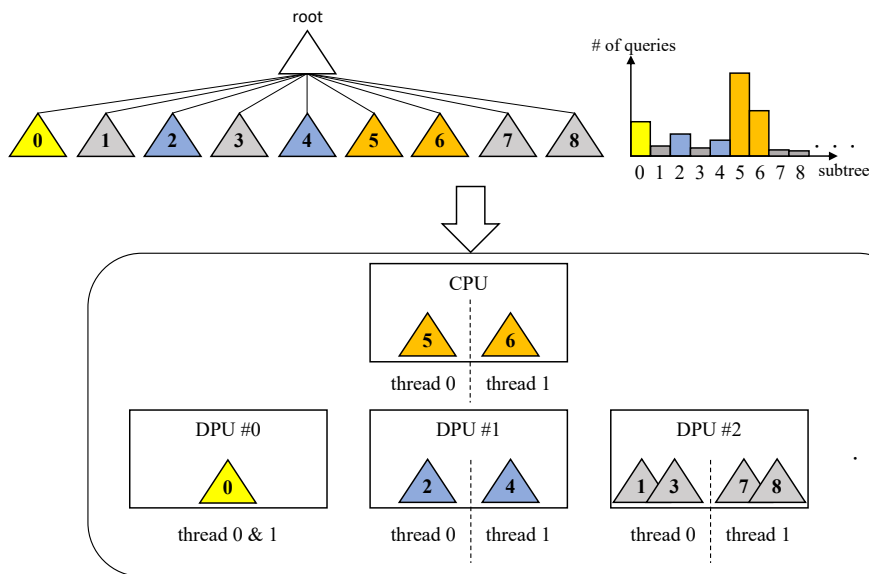 root
# of queries
0 1 2 3 4 5 6 7 8
0 1 2 3 4 5 6 7 8
subtree
. . .
CPU
5 6
thread 0 thread 1
DPU #0 DPU #1 DPU #2
0 2 4 1 3 7 8
thread 0 & 1 thread 0 thread 1 thread 0 thread 1
.